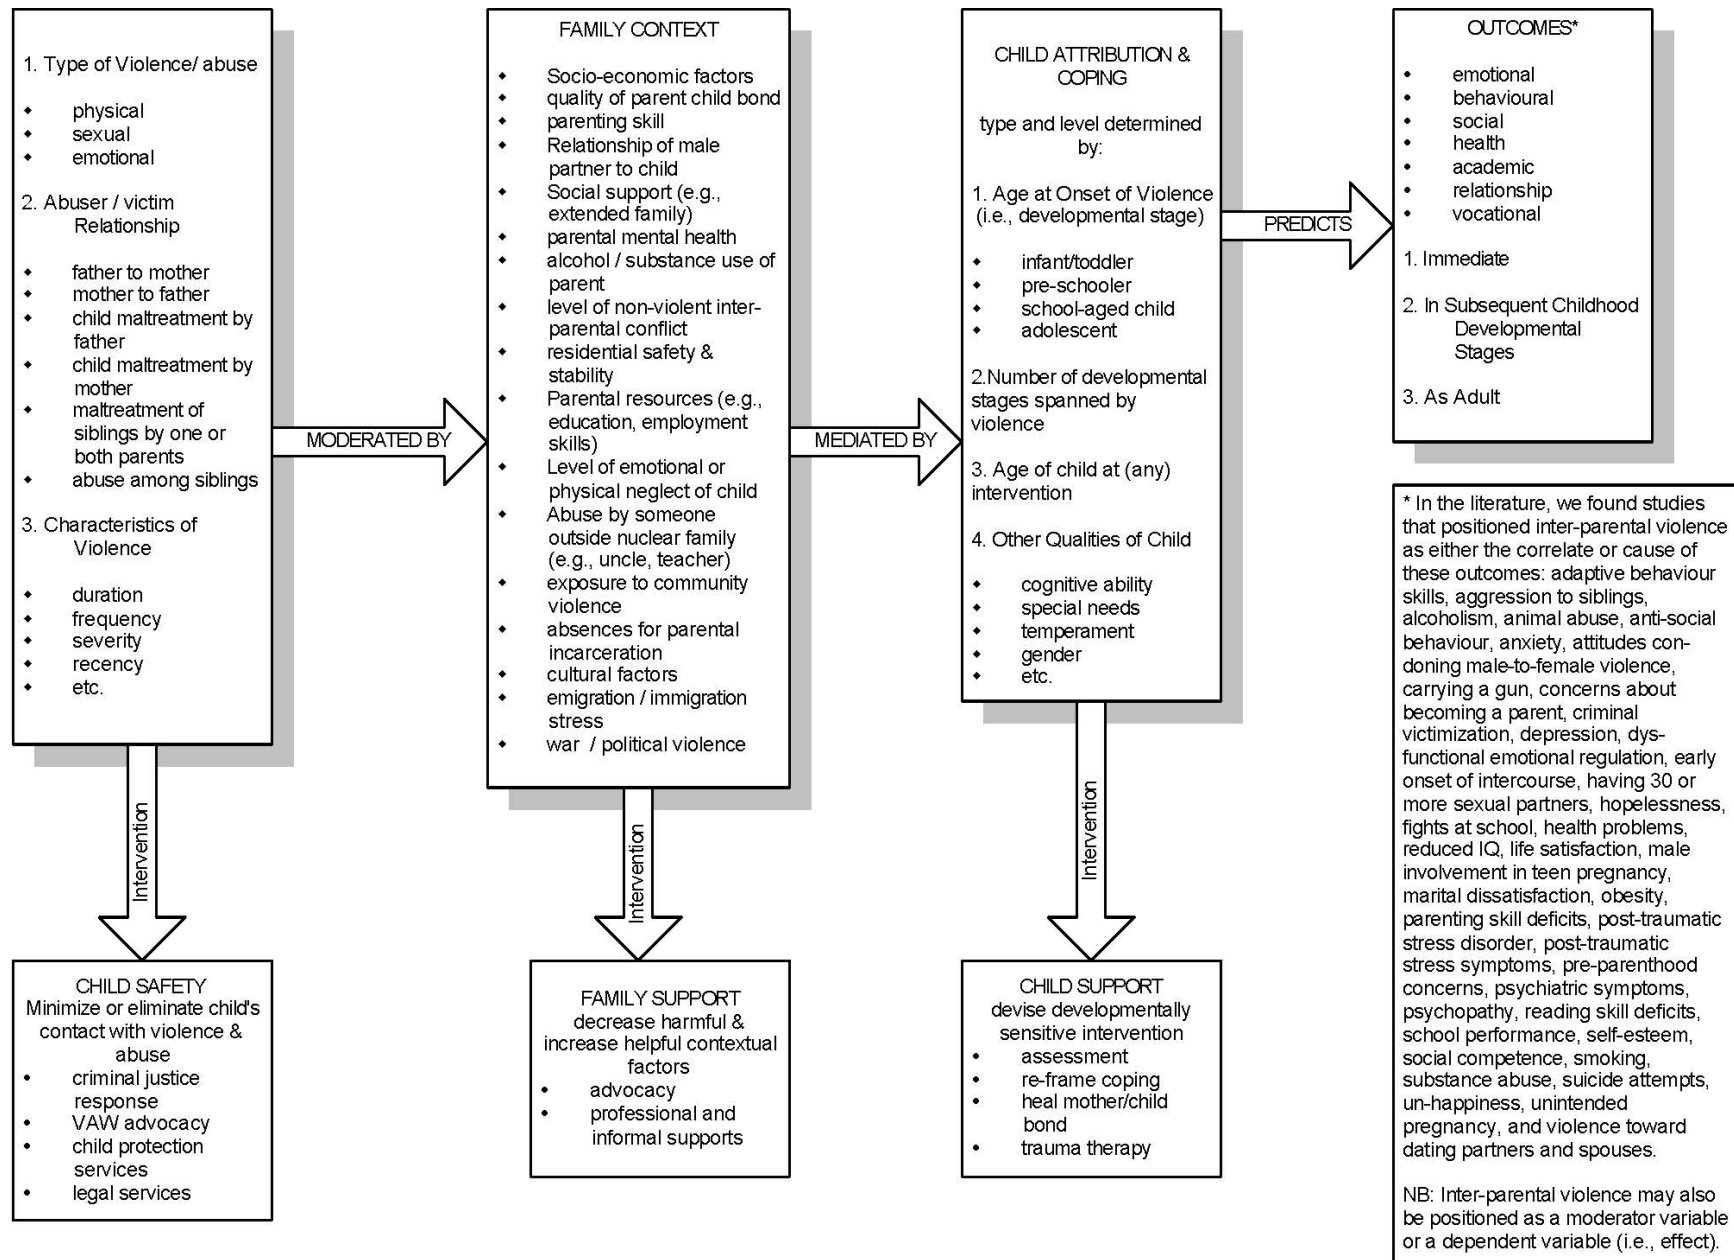 1. Type of Violence/ abuse
◆ physical
◆ sexual
◆ emotional
2. Abuser / victim
Relationship
◆ father to mother
◆ mother to father
◆ child maltreatment by
father
◆ child maltreatment by
mother
◆ maltreatment of
siblings by one or
both parents
◆ abuse among siblings
3. Characteristics of
Violence
◆ duration
◆ frequency
◆ severity
◆ recency
◆ etc.
MODERATED BY
FAMILY CONTEXT
◆ Socio-economic factors
◆ quality of parent child bond
◆ parenting skill
◆ Relationship of male
partner to child
◆ Social support (e.g.,
extended family)
◆ parental mental health
◆ alcohol / substance use of
parent
◆ level of non-violent inter-
parental conflict
◆ residential safety &
stability
◆ Parental resources (e.g.,
education, employment
skills)
◆ Level of emotional or
physical neglect of child
◆ Abuse by someone
outside nuclear family
(e.g., uncle, teacher)
◆ exposure to community
violence
◆ absences for parental
incarceration
◆ cultural factors
◆ emigration / immigration
stress
◆ war / political violence
MEDIATED BY
CHILD ATTRIBUTION &
COPING
type and level determined
by:
1. Age at Onset of Violence
(i.e., developmental stage)
◆ infant/toddler
◆ pre-schooler
◆ school-aged child
◆ adolescent
2.Number of developmental
stages spanned by
violence
3. Age of child at (any)
intervention
4. Other Qualities of Child
◆ cognitive ability
◆ special needs
◆ temperament
◆ gender
◆ etc.
PREDICTS
OUTCOMES*
• emotional
• behavioural
• social
• health
• academic
• relationship
• vocational
1. Immediate
2. In Subsequent Childhood
Developmental
Stages
3. As Adult
Intervention
Intervention
Intervention
CHILD SAFETY
Minimize or eliminate child's
contact with violence &
abuse
• criminal justice
response
• VAW advocacy
• child protection
services
• legal services
FAMILY SUPPORT
decrease harmful &
increase helpful contextual
factors
• advocacy
• professional and
informal supports
CHILD SUPPORT
devise developmentally
sensitive intervention
• assessment
• re-frame coping
• heal mother/child
bond
• trauma therapy
* In the literature, we found studies
that positioned inter-parental violence
as either the correlate or cause of
these outcomes: adaptive behaviour
skills, aggression to siblings,
alcoholism, animal abuse, anti-social
behaviour, anxiety, attitudes con-
doning male-to-female violence,
carrying a gun, concerns about
becoming a parent, criminal
victimization, depression, dys-
functional emotional regulation, early
onset of intercourse, having 30 or
more sexual partners, hopelessness,
fights at school, health problems,
reduced IQ, life satisfaction, male
involvement in teen pregnancy,
marital dissatisfaction, obesity,
parenting skill deficits, post-traumatic
stress disorder, post-traumatic
stress symptoms, pre-parenthood
concerns, psychiatric symptoms,
psychopathy, reading skill deficits,
school performance, self-esteem,
social competence, smoking,
substance abuse, suicide attempts,
un-happiness, unintended
pregnancy, and violence toward
dating partners and spouses.
NB: Inter-parental violence may also
be positioned as a moderator variable
or a dependent variable (i.e., effect).